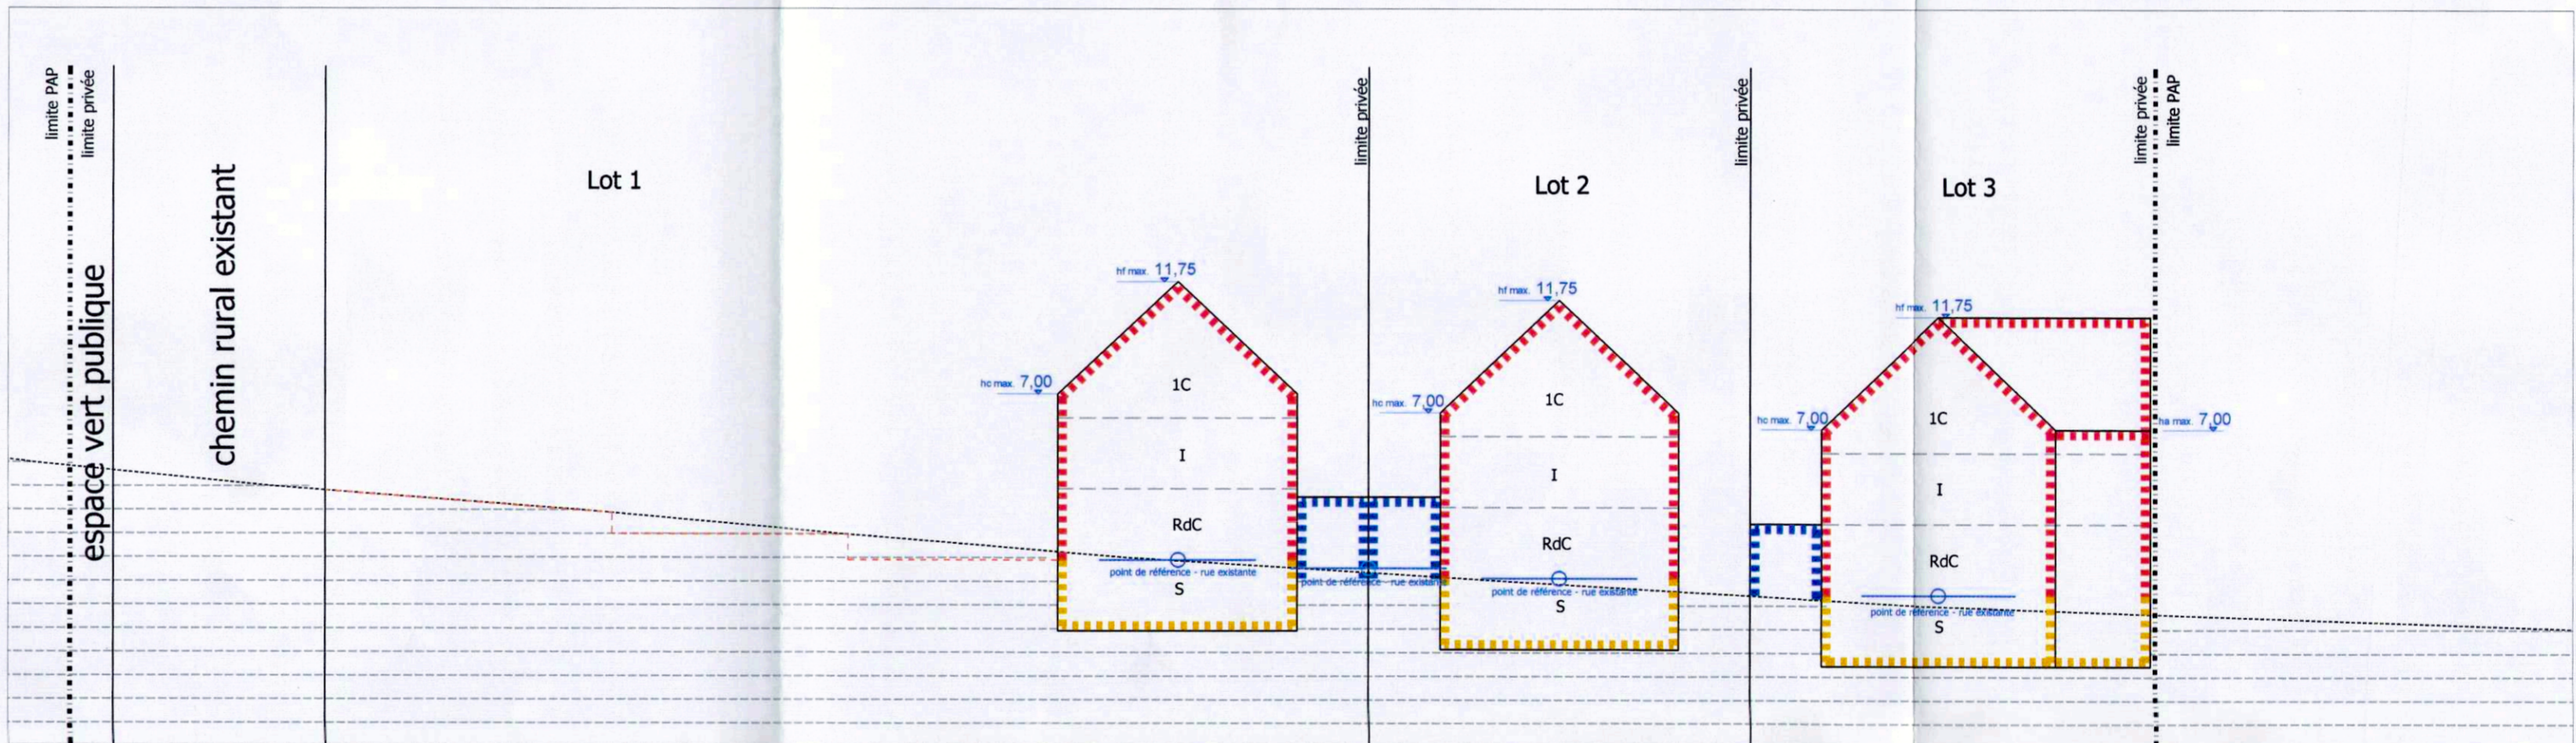 limite PAP
limite privée
espace vert publique
chemin rural existant
Lot 1
hf max. 11,75
hc max. 7,00
1C
I
RdC
point de référence - rue existante
S
limite privée
point de référence - rue existante
Lot 2
hf max. 11,75
hc max. 7,00
1C
I
RdC
point de référence - rue existante
S
limite privée
Lot 3
hf max. 11,75
hc max. 7,00
1C
I
RdC
point de référence - rue existante
S
limite privée
limite PAP
ha max. 7,00